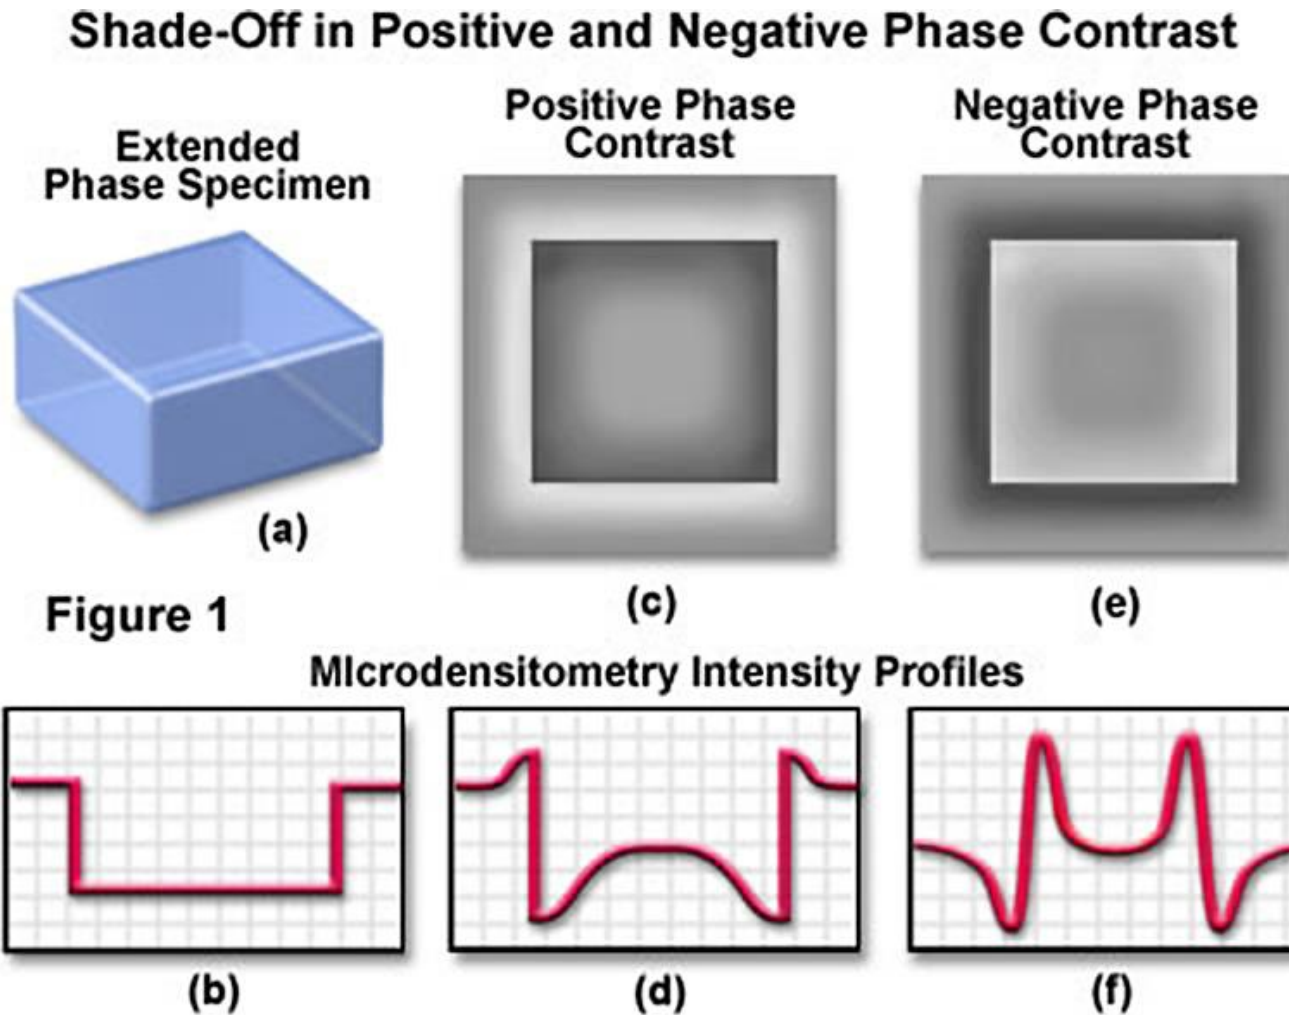 Shade-Off in Positive and Negative Phase Contrast
Extended
Phase Specimen
Positive Phase
Contrast
Negative Phase
Contrast
(a)
(c)
(e)
Figure 1
MIcrodensitometry Intensity Profiles
(b)
(d)
(f)